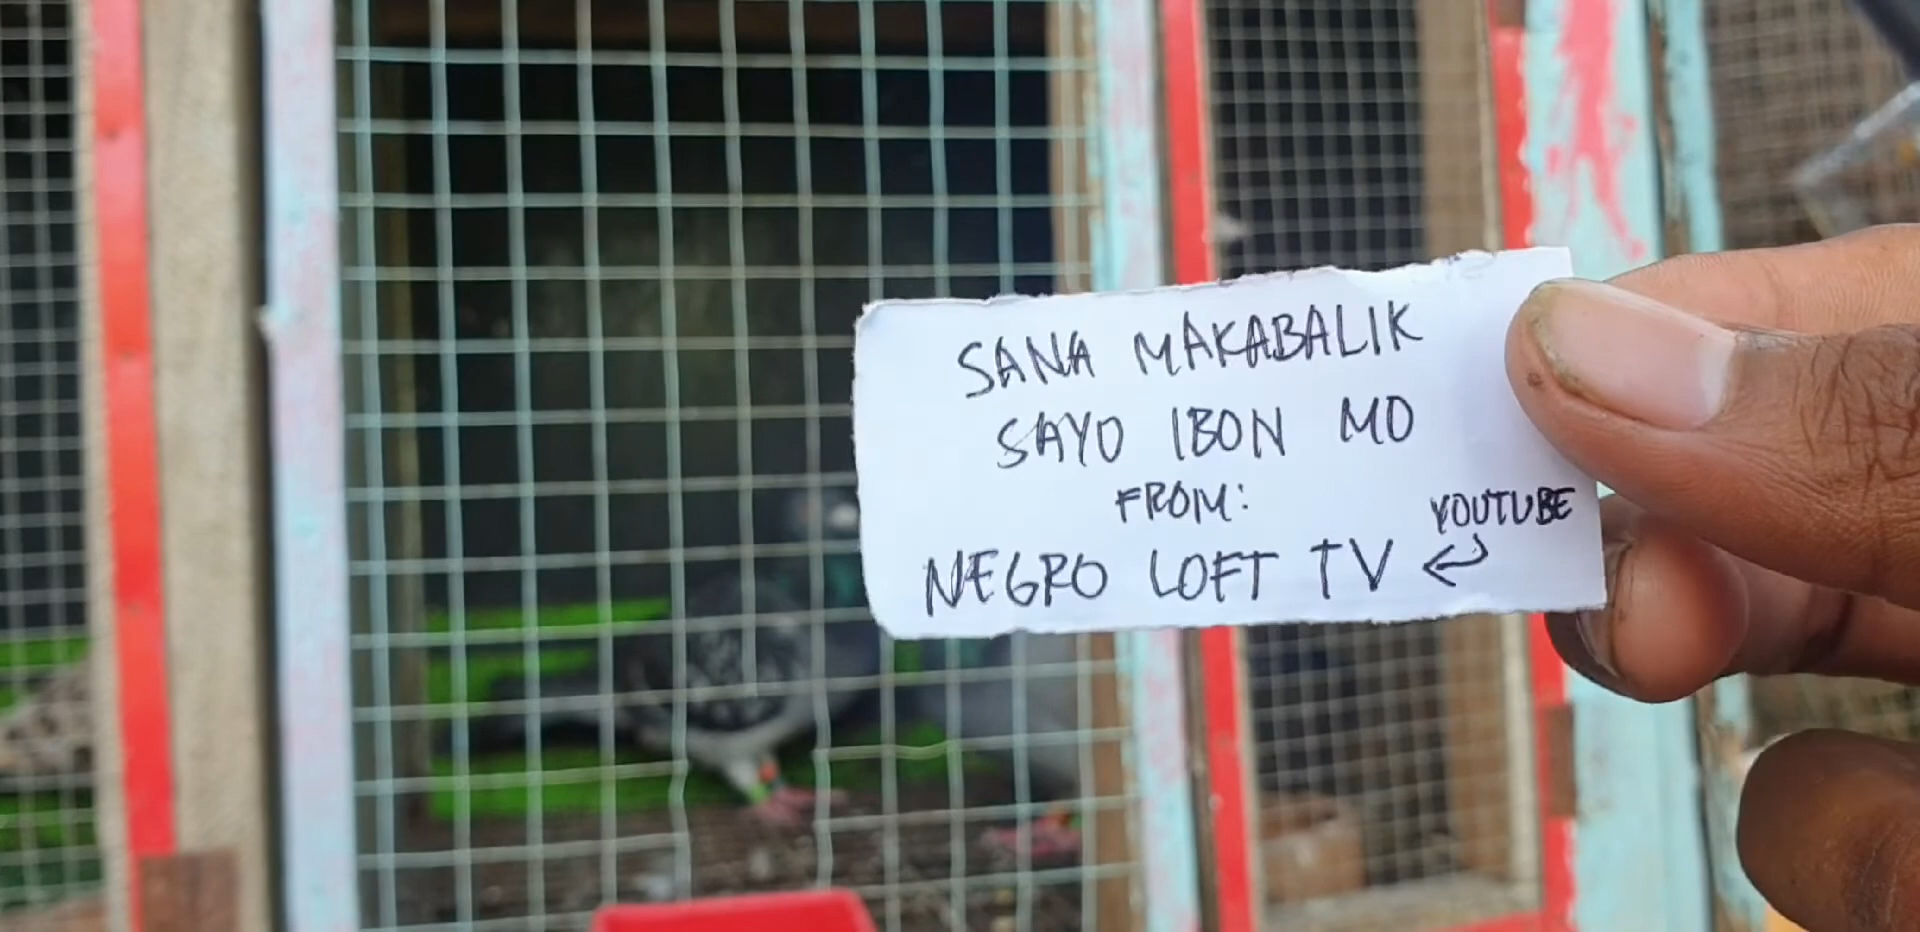 SANA MAKABALIK
SAYO IBON MO
FROM:
YOUTUBE
NEGRO LOFT TV ←